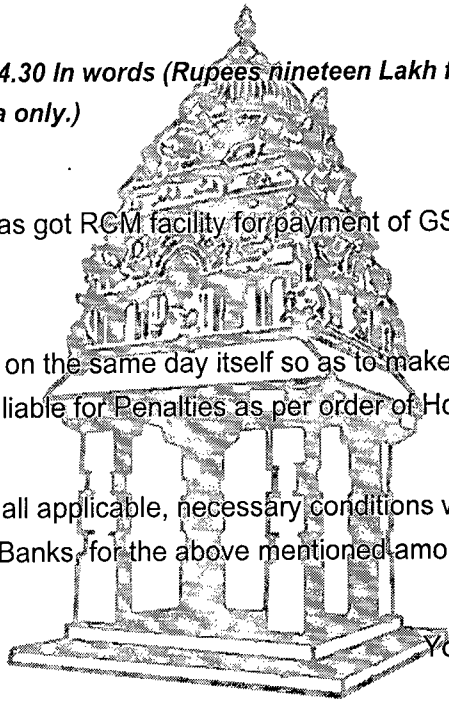 4.30 In words (Rupees nineteen Lakh f
a only.)
as got RCM facility for payment of GS
on the same day itself so as to make
liable for Penalties as per order of Ho
all applicable, necessary conditions v
Banks, for the above mentioned amo
Yo